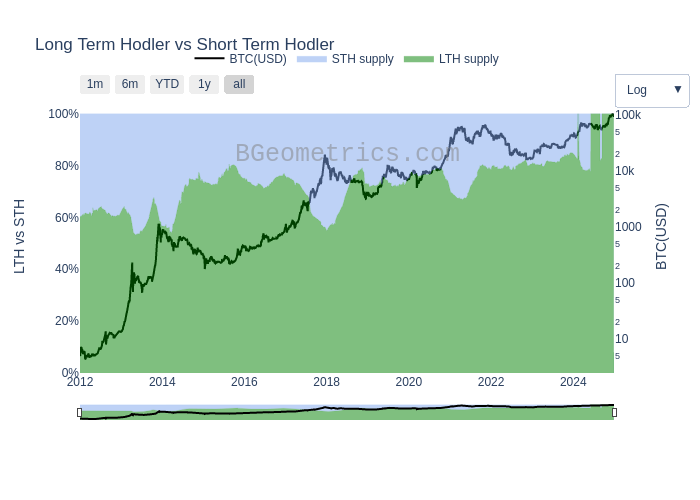 Long Term Hodler vs Short Term Hodler
BTC(USD) STH supply LTH supply
1m 6m YTD 1y all
Log ▼
BGeometrics.com
LTH vs STH
100%
80%
60%
40%
20%
0%
BTC(USD)
100k
5
2
10k
5
2
1000
5
2
100
5
2
10
5
2012 2014 2016 2018 2020 2022 2024